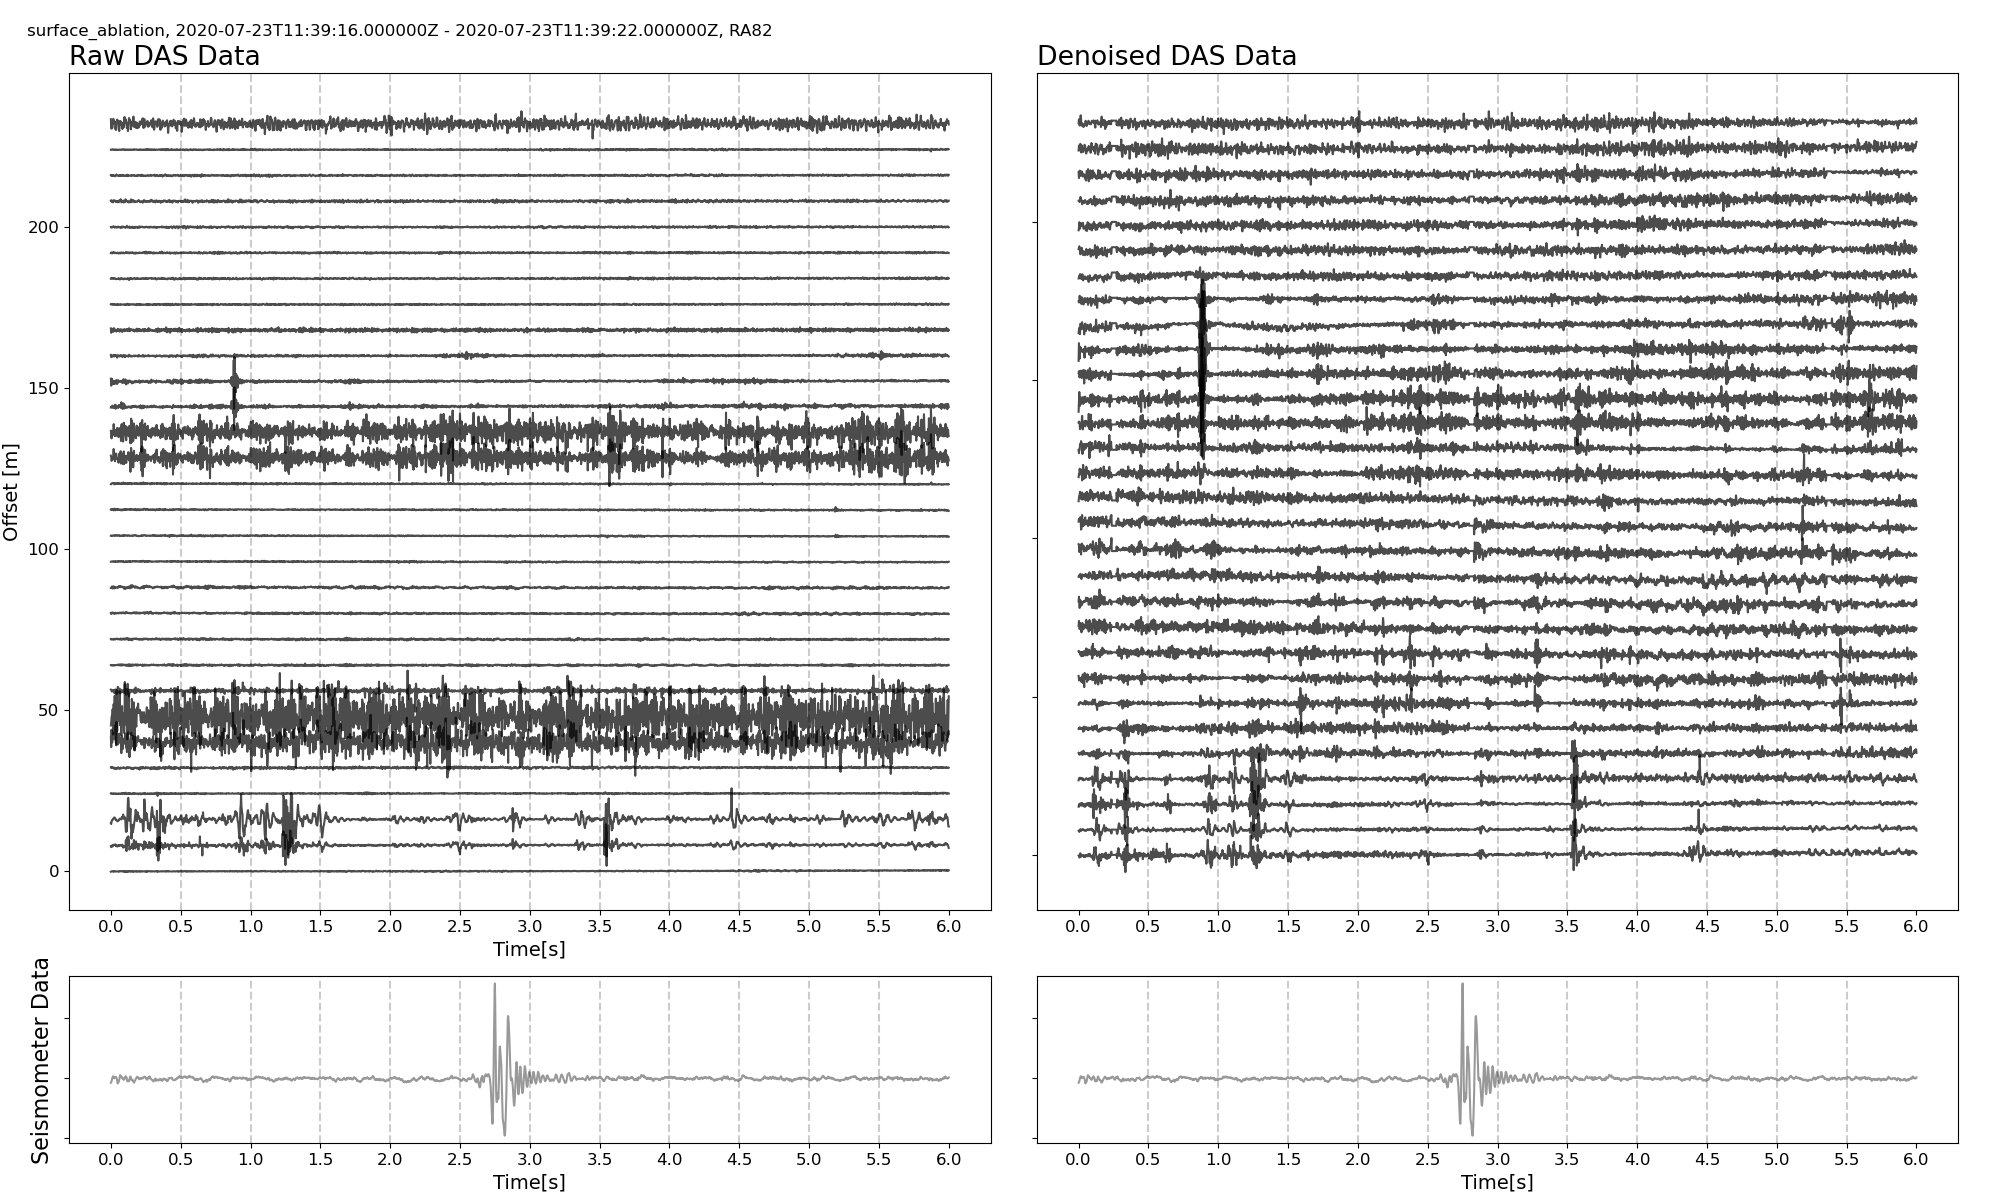 surface_ablation, 2020-07-23T11:39:16.000000Z - 2020-07-23T11:39:22.000000Z, RA82
Raw DAS Data
Denoised DAS Data
Offset [m]
200
150
100
50
0
0.0 0.5 1.0 1.5 2.0 2.5 3.0 3.5 4.0 4.5 5.0 5.5 6.0
Time[s]
0.0 0.5 1.0 1.5 2.0 2.5 3.0 3.5 4.0 4.5 5.0 5.5 6.0
Seismometer Data
0.0 0.5 1.0 1.5 2.0 2.5 3.0 3.5 4.0 4.5 5.0 5.5 6.0
Time[s]
0.0 0.5 1.0 1.5 2.0 2.5 3.0 3.5 4.0 4.5 5.0 5.5 6.0
Time[s]